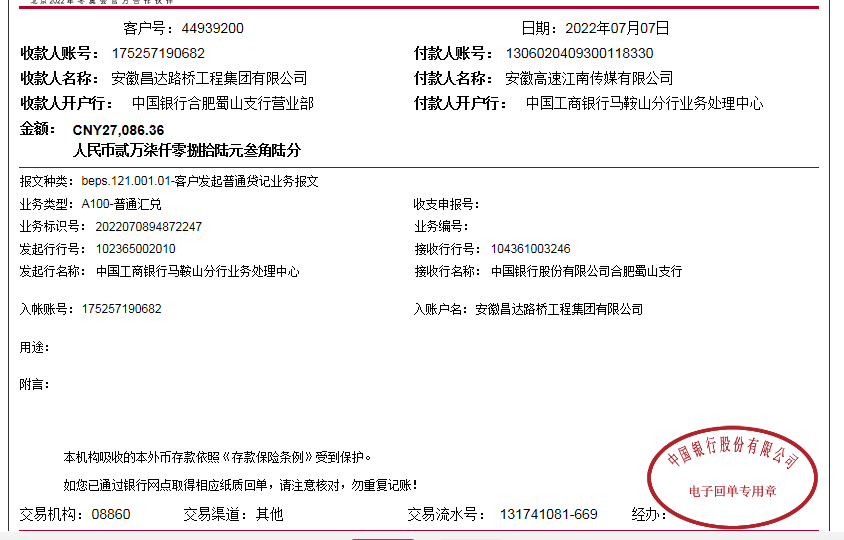 北京2022年冬奥会官方合作伙伴
客户号：44939200 日期：2022年07月07日
收款人账号：175257190682 付款人账号：1306020409300118330
收款人名称：安徽昌达路桥工程集团有限公司 付款人名称：安徽高速江南传媒有限公司
收款人开户行：中国银行合肥蜀山支行营业部 付款人开户行：中国工商银行马鞍山分行业务处理中心
金额：CNY27,086.36
人民币贰万柒仟零捌拾陆元叁角陆分
报文种类：beps.121.001.01-客户发起普通贷记业务报文
业务类型：A100-普通汇兑 收支申报号：
业务标识号：2022070894872247 业务编号：
发起行行号：102365002010 接收行行号：104361003246
发起行名称：中国工商银行马鞍山分行业务处理中心 接收行名称：中国银行股份有限公司合肥蜀山支行
入帐账号：175257190682 入账户名：安徽昌达路桥工程集团有限公司
用途：
附言：
本机构吸收的本外币存款依照《存款保险条例》受到保护。
如您已通过银行网点取得相应纸质回单，请注意核对，勿重复记账！
中国银行股份有限公司
电子回单专用章
交易机构：08860 交易渠道：其他 交易流水号：131741081-669 经办：